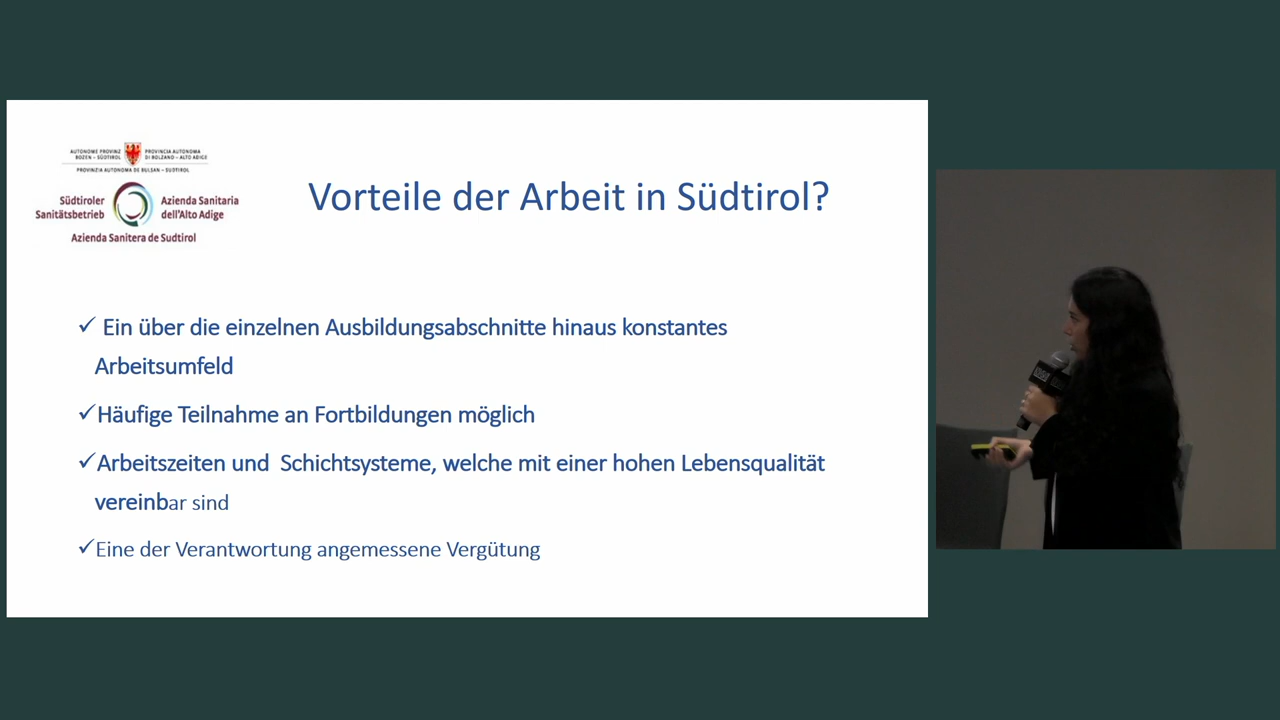 AUTONOME PROVINZ BOZEN - SÜDTIROL
PROVINCIA AUTONOMA DI BOLZANO - ALTO ADIGE
PROVINZIA AUTONOMA DE BULSAN - SÜDTIROL
Südtiroler Sanitätsbetrieb
Azienda Sanitaria dell'Alto Adige
Azienda Sanitera de Sudtirol
Vorteile der Arbeit in Südtirol?
✓ Ein über die einzelnen Ausbildungsabschnitte hinaus konstantes
Arbeitsumfeld
✓Häufige Teilnahme an Fortbildungen möglich
✓Arbeitszeiten und Schichtsysteme, welche mit einer hohen Lebensqualität
vereinbar sind
✓Eine der Verantwortung angemessene Vergütung